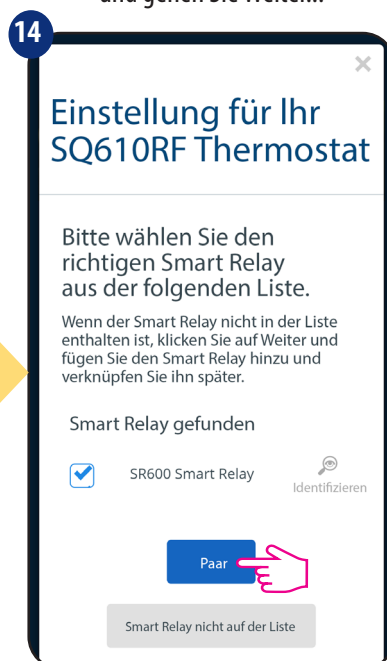 und gehen Sie weiter...
14
×
Einstellung für Ihr
SQ610RF Thermostat
Bitte wählen Sie den
richtigen Smart Relay
aus der folgenden Liste.
Wenn der Smart Relay nicht in der Liste
enthalten ist, klicken Sie auf Weiter und
fügen Sie den Smart Relay hinzu und
verknüpfen Sie ihn später.
Smart Relay gefunden
SR600 Smart Relay
Identifizieren
Paar
Smart Relay nicht auf der Liste